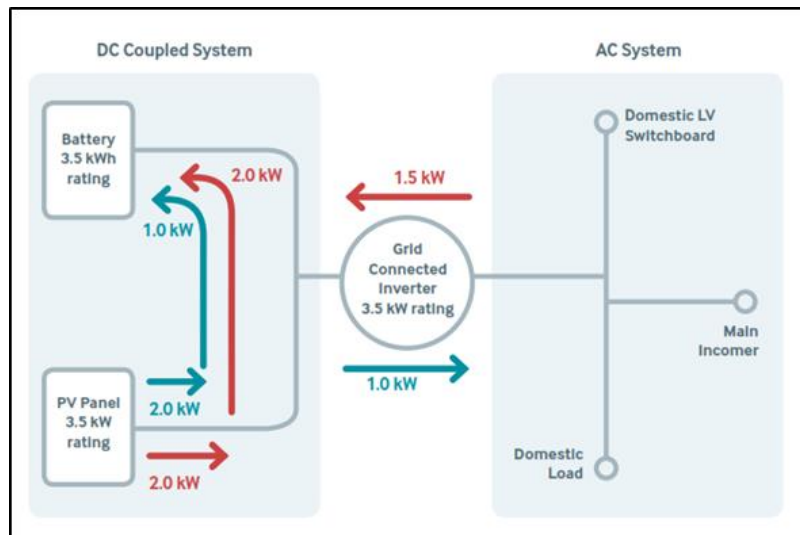 DC Coupled System
AC System
Battery
3.5 kWh
rating
2.0 kW
1.0 kW
1.5 kW
Domestic LV
Switchboard
Grid
Connected
Inverter
3.5 kW rating
Main
Incomer
PV Panel
3.5 kW
rating
2.0 kW
2.0 kW
1.0 kW
Domestic
Load